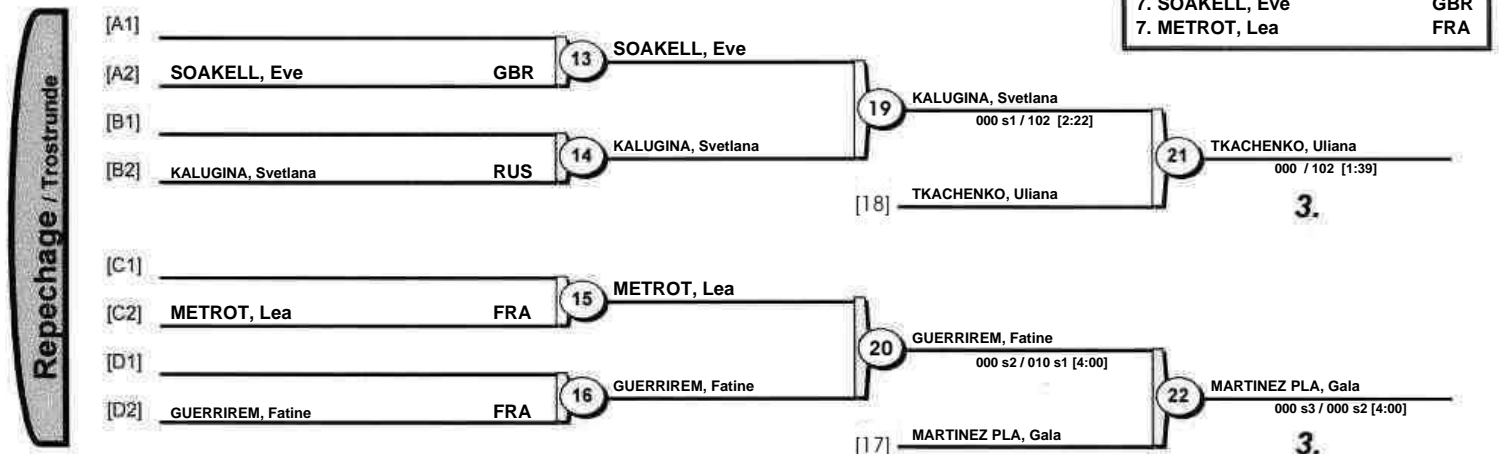 7. SOAKELL, Eve GBR
7. METROT, Lea FRA
Repechage / Trostrunde
[A1]
[A2] SOAKELL, Eve GBR
13 SOAKELL, Eve
[B1]
[B2] KALUGINA, Svetlana RUS
14 KALUGINA, Svetlana
19 KALUGINA, Svetlana
000 s1 / 102 [2:22]
[18] TKACHENKO, Uliana
21 TKACHENKO, Uliana
000 / 102 [1:39]
3.
[C1]
[C2] METROT, Lea FRA
15 METROT, Lea
[D1]
[D2] GUERRIREM, Fatine FRA
16 GUERRIREM, Fatine
20 GUERRIREM, Fatine
000 s2 / 010 s1 [4:00]
[17] MARTINEZ PLA, Gala
22 MARTINEZ PLA, Gala
000 s3 / 000 s2 [4:00]
3.